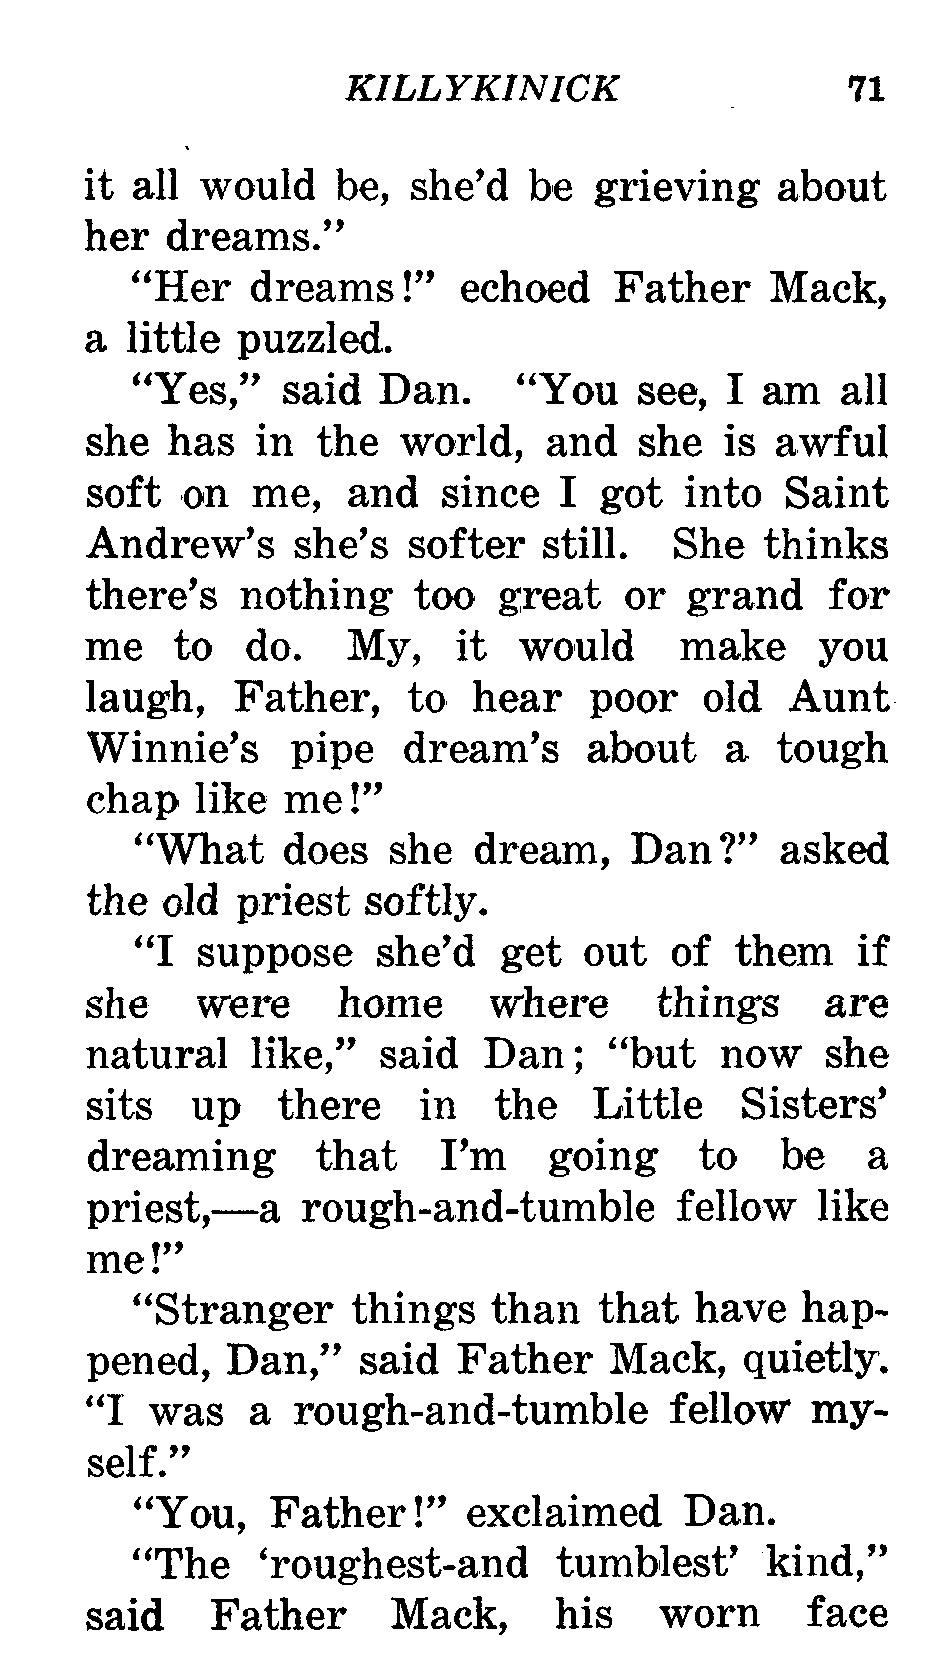 KILLYKINICK 71
it all would be, she'd be grieving about
her dreams."
"Her dreams!" echoed Father Mack,
a little puzzled.
"Yes," said Dan. "You see, I am all
she has in the world, and she is awful
soft on me, and since I got into Saint
Andrew's she's softer still. She thinks
there's nothing too great or grand for
me to do. My, it would make you
laugh, Father, to hear poor old Aunt
Winnie's pipe dream's about a tough
chap like me!"
"What does she dream, Dan?" asked
the old priest softly.
"I suppose she'd get out of them if
she were home where things are
natural like," said Dan; "but now she
sits up there in the Little Sisters'
dreaming that I'm going to be a
priest,—a rough-and-tumble fellow like
me!"
"Stranger things than that have hap-
pened, Dan," said Father Mack, quietly.
"I was a rough-and-tumble fellow my-
self."
"You, Father!" exclaimed Dan.
"The 'roughest-and tumblest' kind,"
said Father Mack, his worn face